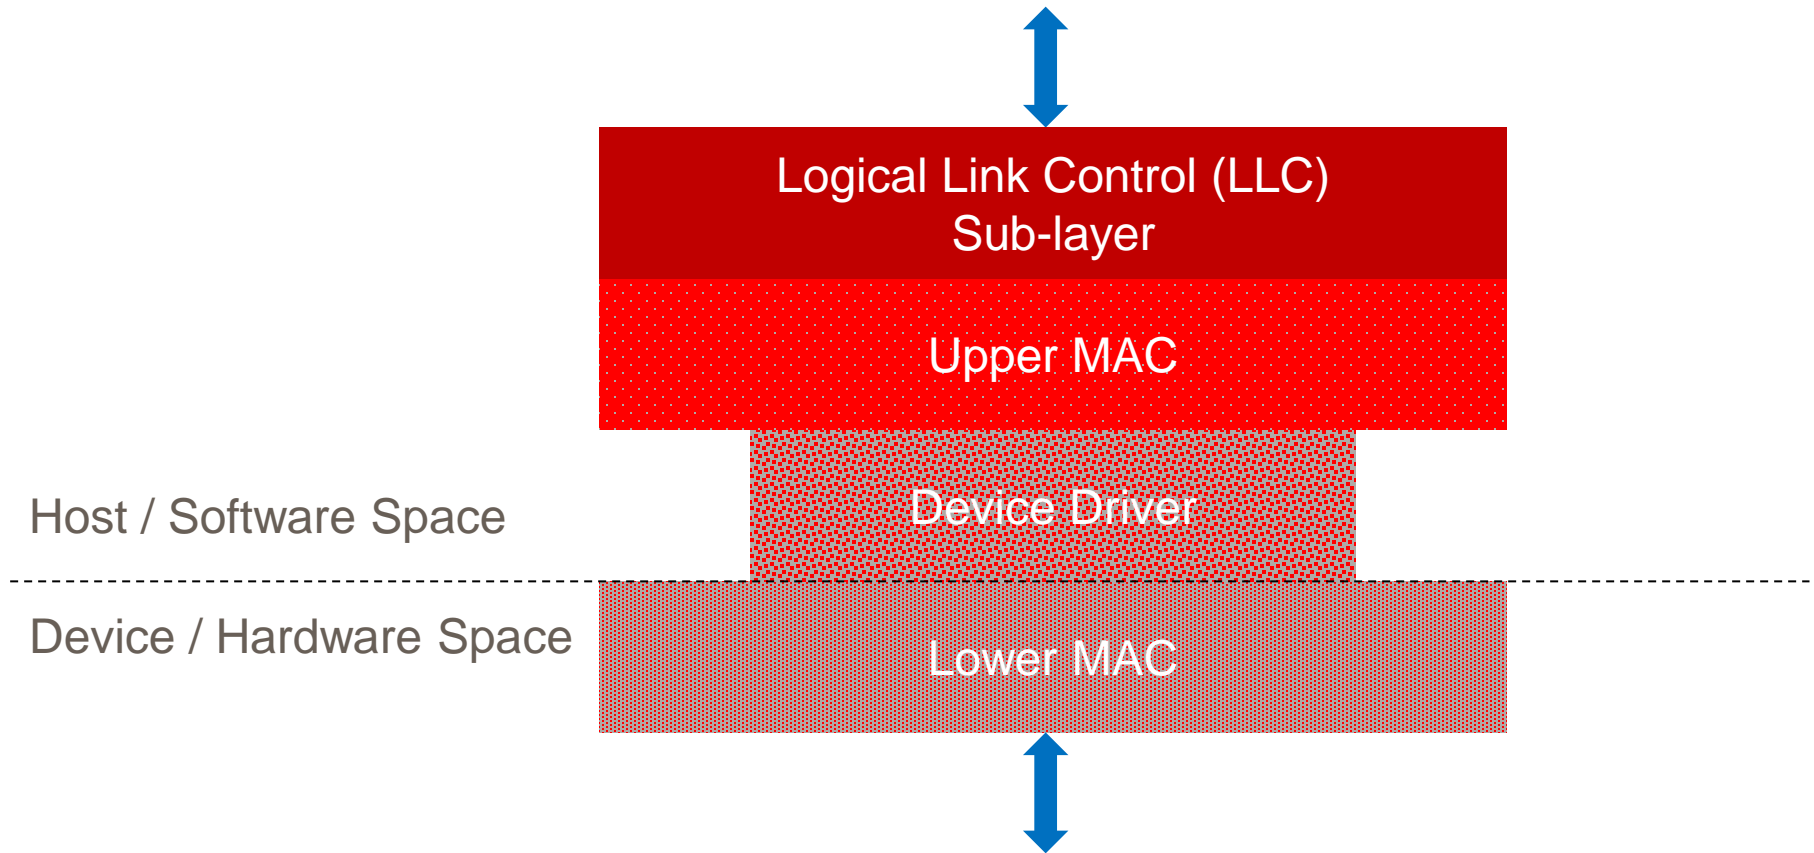 Logical Link Control (LLC)
Sub-layer
Upper MAC
Device Driver
Host / Software Space
Device / Hardware Space
Lower MAC